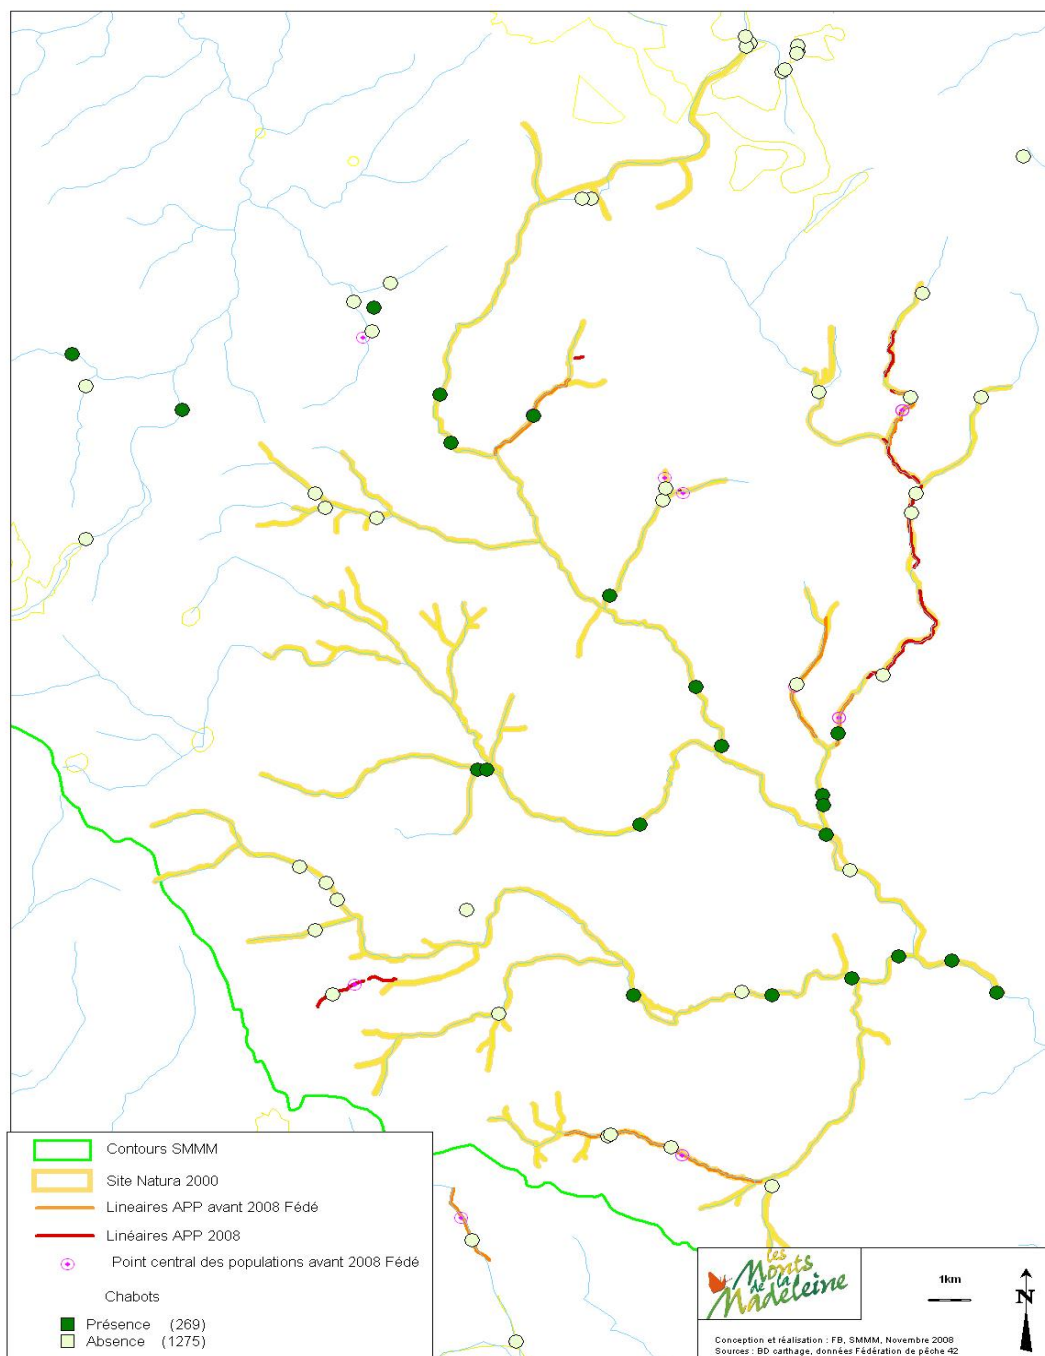 Contours SMMM
Site Natura 2000
Lineaires APP avant 2008 Fédé
Linéaires APP 2008
Point central des populations avant 2008 Fédé
Chabots
Présence (269)
Absence (1275)
les
Monts
de la
Madeleine
1km
N
Conception et réalisation : FB, SMMM, Novembre 2008
Sources : BD carthage, données Fédération de pêche 42